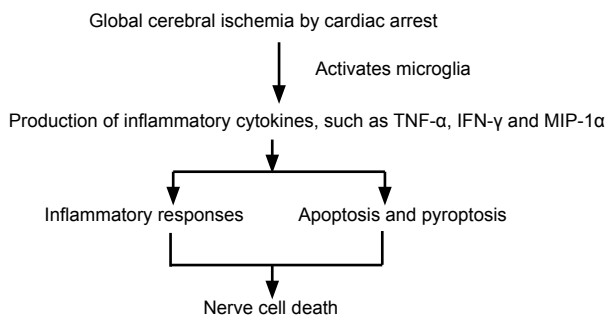 Global cerebral ischemia by cardiac arrest
Activates microglia
Production of inflammatory cytokines, such as TNF-α, IFN-γ and MIP-1α
Inflammatory responses
Apoptosis and pyroptosis
Nerve cell death